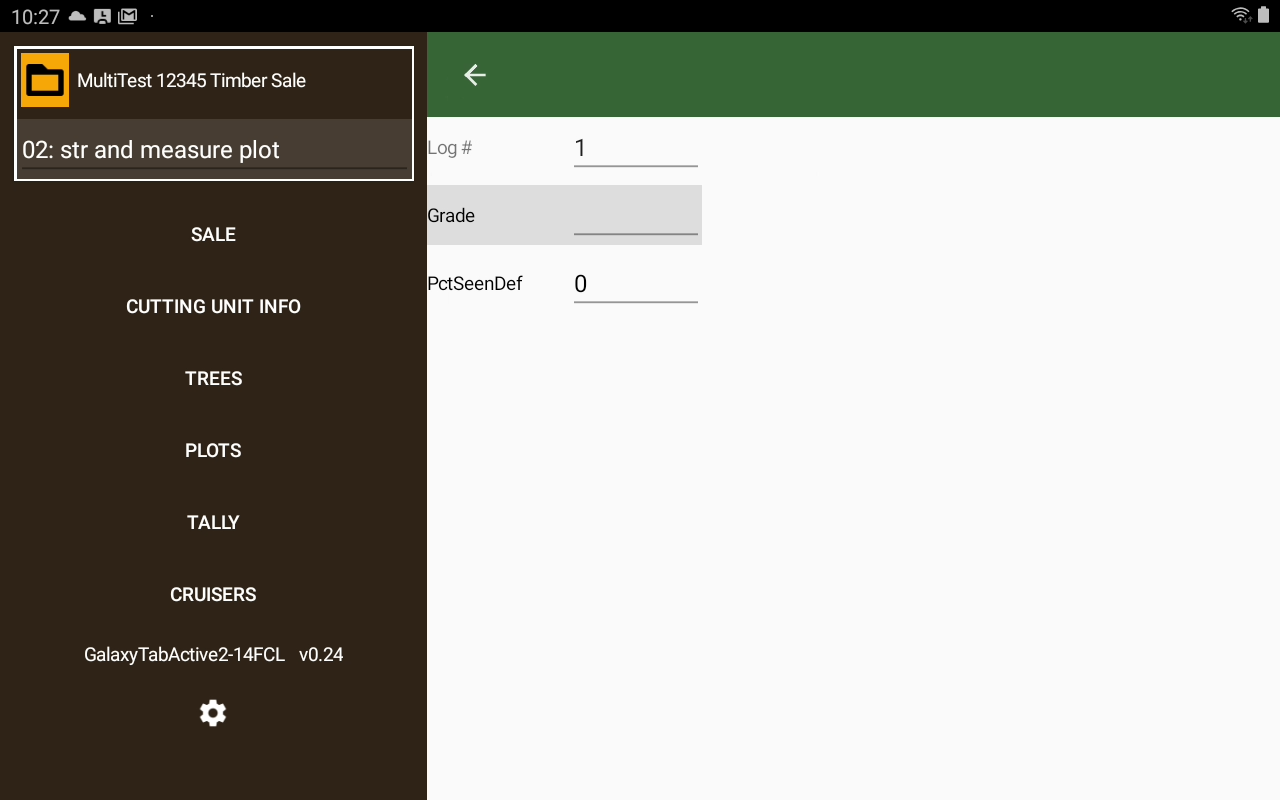 10:27
MultiTest 12345 Timber Sale
02: str and measure plot
SALE
CUTTING UNIT INFO
TREES
PLOTS
TALLY
CRUISERS
GalaxyTabActive2-14FCL v0.24
Log # 1
Grade
PctSeenDef 0